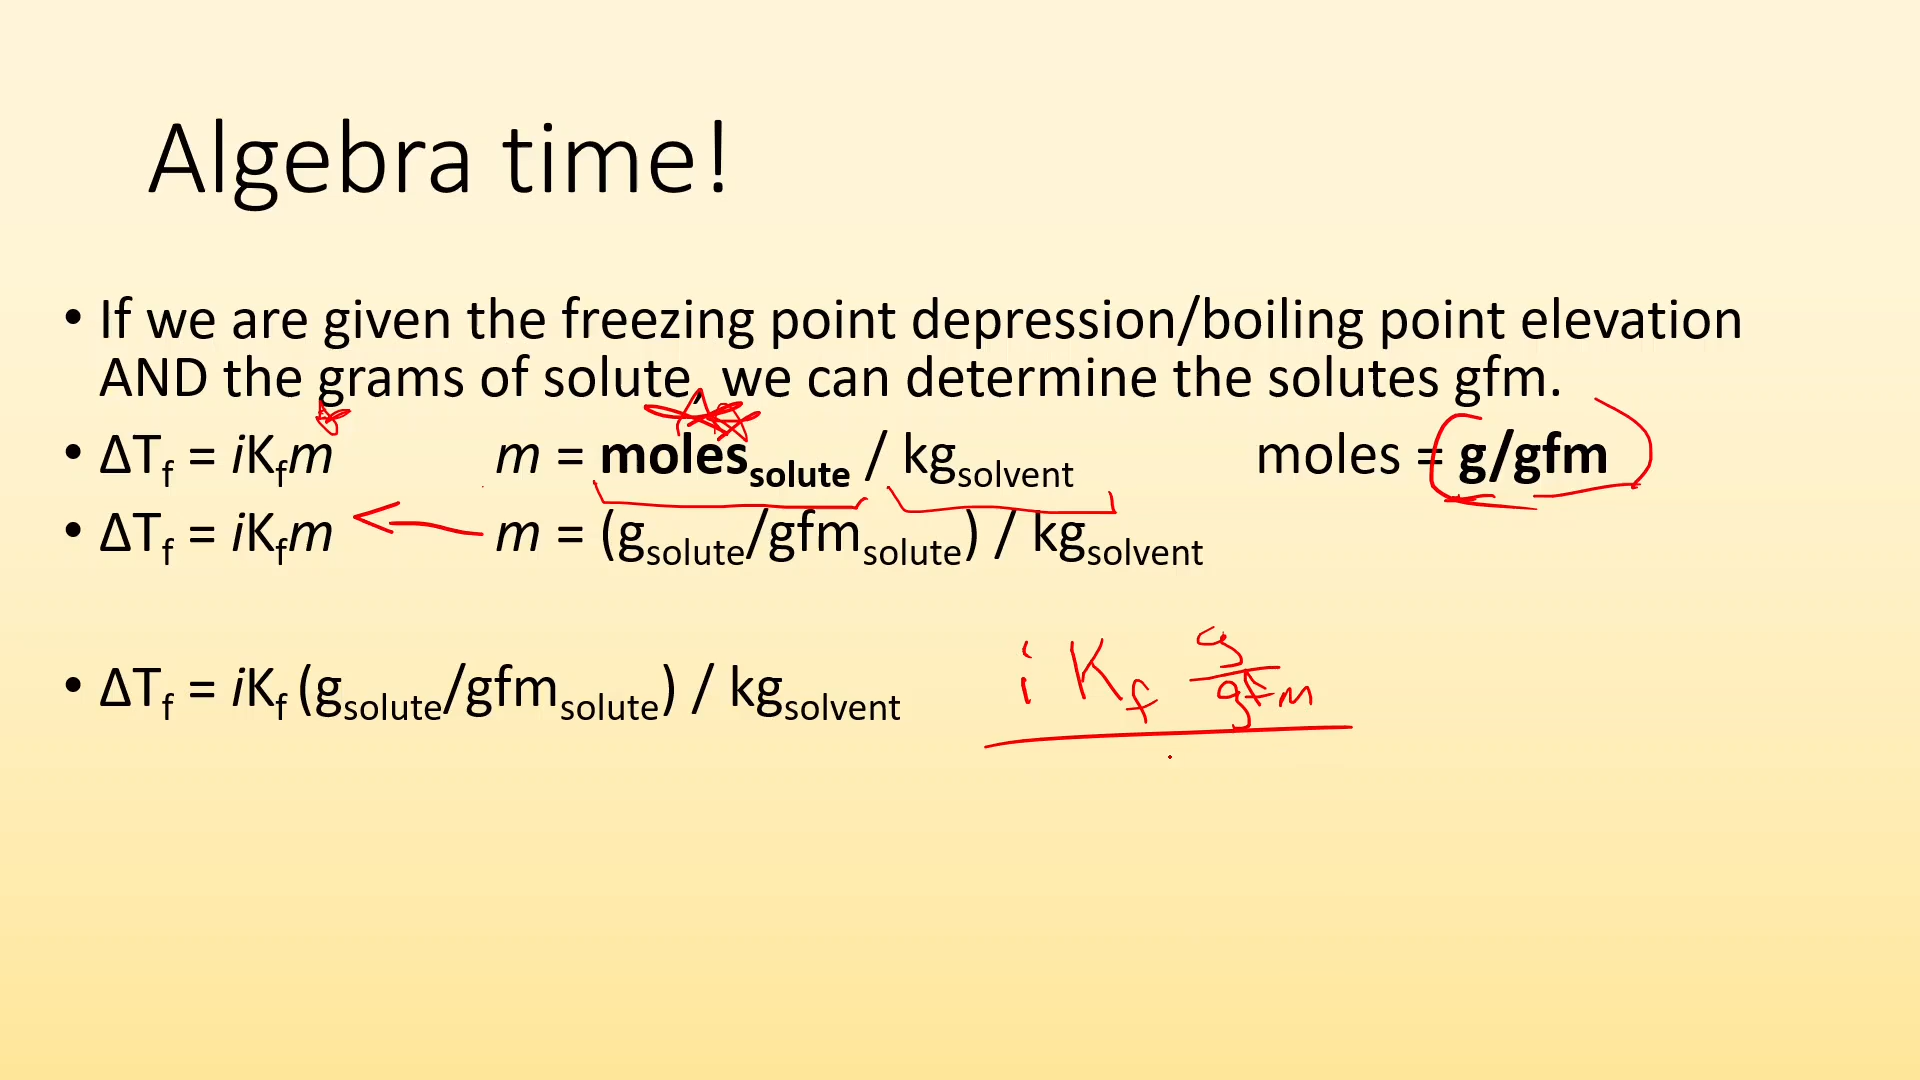 Algebra time!
• If we are given the freezing point depression/boiling point elevation
AND the grams of solute, we can determine the solutes gfm.
• ΔTf = iKfm m = molessolute / kgsolvent moles = g/gfm
• ΔTf = iKfm m = (gsolute/gfmsolute) / kgsolvent
• ΔTf = iKf (gsolute/gfmsolute) / kgsolvent i Kf g/gfm